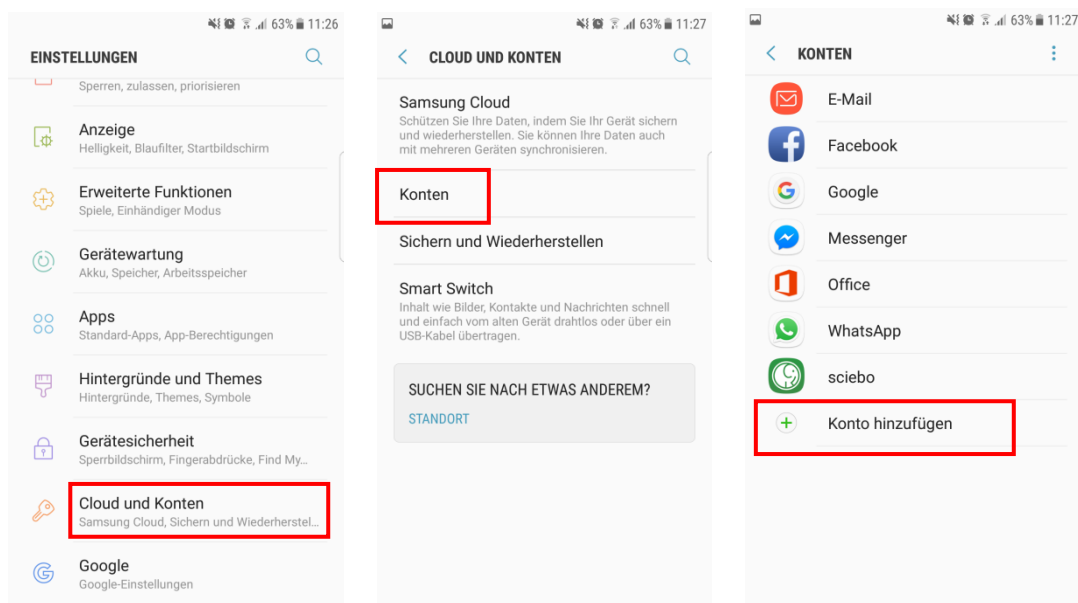 63% 11:26
EINSTELLUNGEN
Sperren, zulassen, priorisieren
Anzeige
Helligkeit, Blaufilter, Startbildschirm
Erweiterte Funktionen
Spiele, Einhändiger Modus
Gerätewartung
Akku, Speicher, Arbeitsspeicher
Apps
Standard-Apps, App-Berechtigungen
Hintergründe und Themes
Hintergründe, Themes, Symbole
Gerätesicherheit
Sperrbildschirm, Fingerabdrücke, Find My...
Cloud und Konten
Samsung Cloud, Sichern und Wiederherstel...
Google
Google-Einstellungen
63% 11:27
CLOUD UND KONTEN
Samsung Cloud
Schützen Sie Ihre Daten, indem Sie Ihr Gerät sichern
und wiederherstellen. Sie können Ihre Daten auch
mit mehreren Geräten synchronisieren.
Konten
Sichern und Wiederherstellen
Smart Switch
Inhalt wie Bilder, Kontakte und Nachrichten schnell
und einfach vom alten Gerät drahtlos oder über ein
USB-Kabel übertragen.
SUCHEN SIE NACH ETWAS ANDEREM?
STANDORT
63% 11:27
KONTEN
E-Mail
Facebook
Google
Messenger
Office
WhatsApp
sciebo
Konto hinzufügen